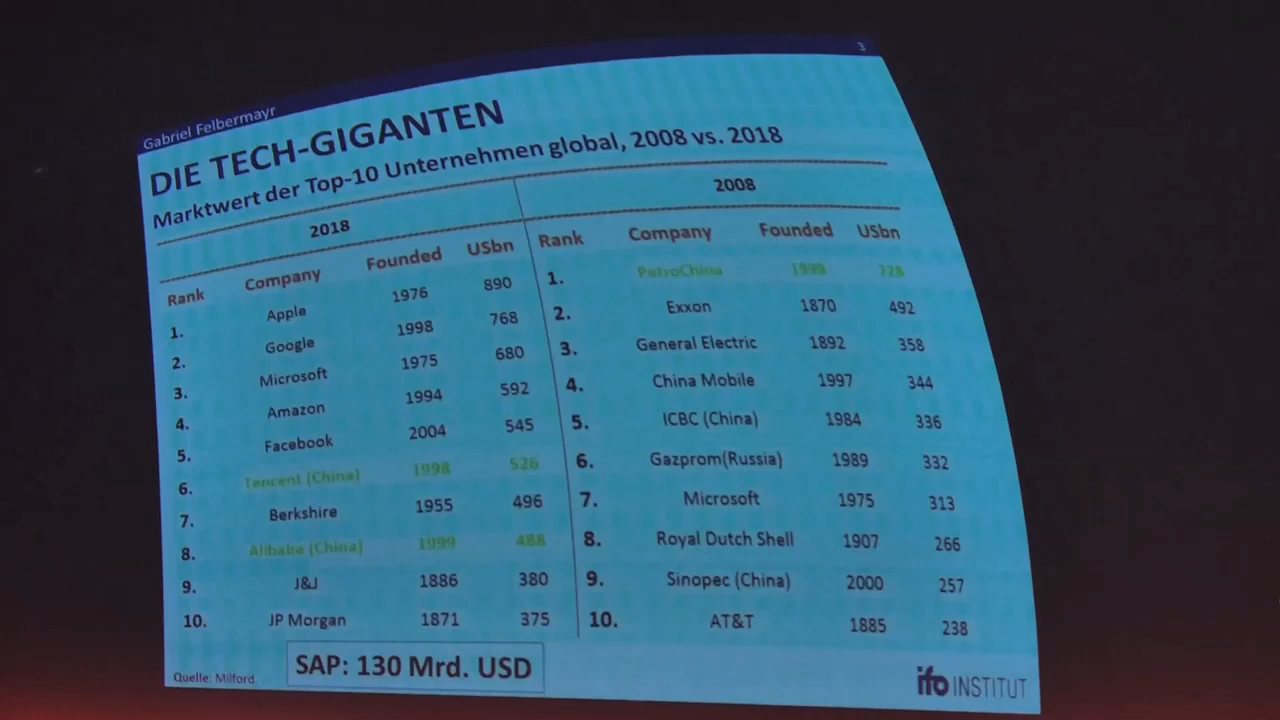 3
Gabriel Felbermayr
DIE TECH-GIGANTEN
Marktwert der Top-10 Unternehmen global, 2008 vs. 2018
2018
Rank Company Founded USbn
1. Apple 1976 890
2. Google 1998 768
3. Microsoft 1975 680
4. Amazon 1994 592
5. Facebook 2004 545
6. Tencent (China) 1998 526
7. Berkshire 1955 496
8. Alibaba (China) 1999 488
9. J&J 1886 380
10. JP Morgan 1871 375
2008
Rank Company Founded USbn
1. PetroChina 1999 728
2. Exxon 1870 492
3. General Electric 1892 358
4. China Mobile 1997 344
5. ICBC (China) 1984 336
6. Gazprom(Russia) 1989 332
7. Microsoft 1975 313
8. Royal Dutch Shell 1907 266
9. Sinopec (China) 2000 257
10. AT&T 1885 238
SAP: 130 Mrd. USD
Quelle: Milford
ifo INSTITUT